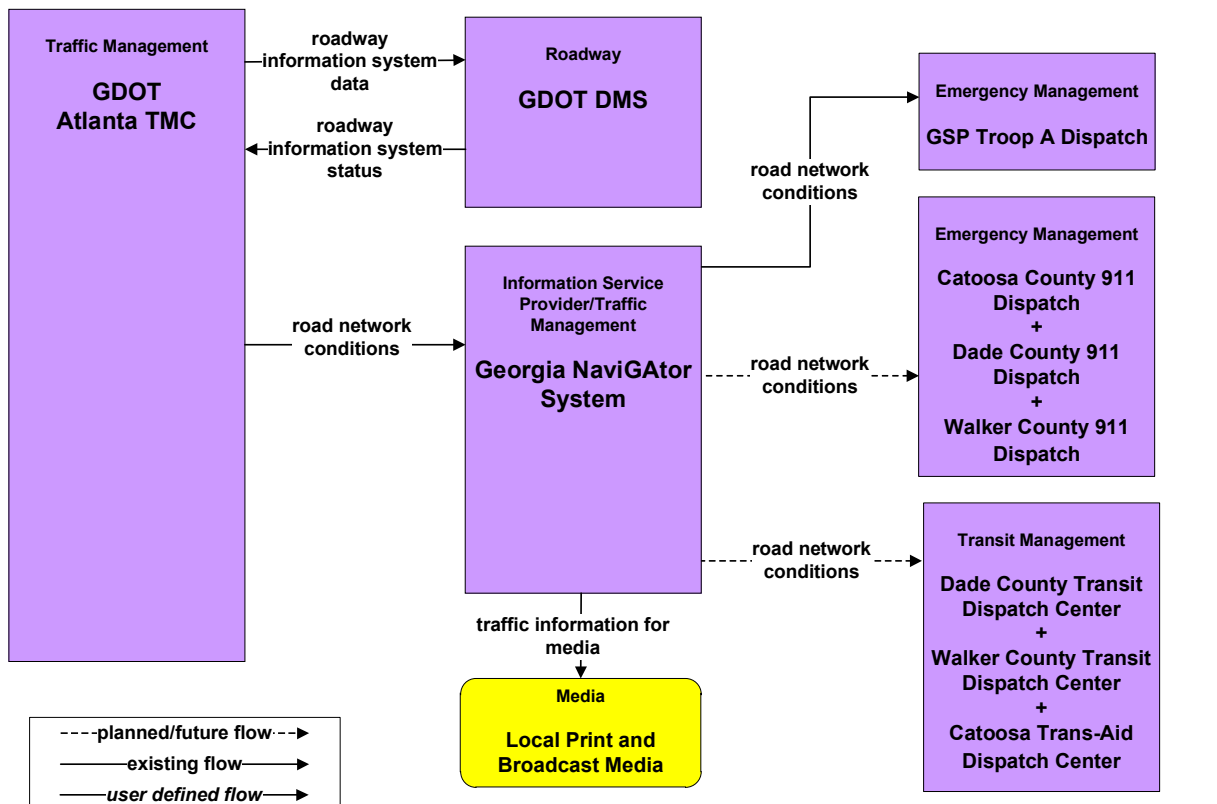 Traffic Management
GDOT
Atlanta TMC
roadway
information system
data
roadway
information system
status
Roadway
GDOT DMS
road network
conditions
Information Service
Provider/Traffic
Management
Georgia NaviGAtor
System
road network
conditions
Emergency Management
GSP Troop A Dispatch
road network
conditions
Emergency Management
Catoosa County 911
Dispatch
+
Dade County 911
Dispatch
+
Walker County 911
Dispatch
road network
conditions
Transit Management
Dade County Transit
Dispatch Center
+
Walker County Transit
Dispatch Center
+
Catoosa Trans-Aid
Dispatch Center
traffic information for
media
Media
Local Print and
Broadcast Media
planned/future flow
existing flow
user defined flow